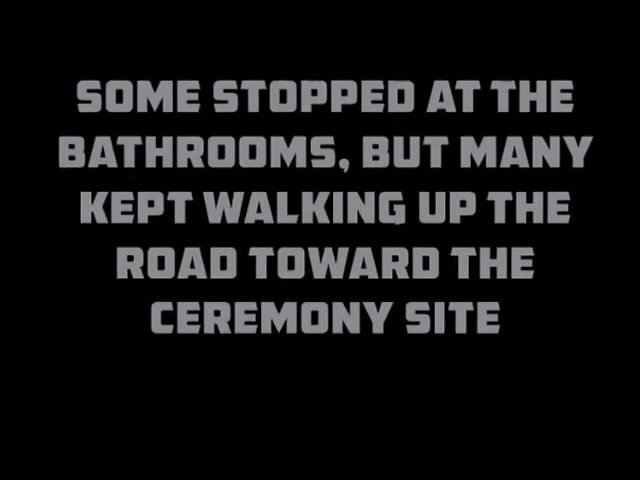 SOME STOPPED AT THE
BATHROOMS, BUT MANY
KEPT WALKING UP THE
ROAD TOWARD THE
CEREMONY SITE